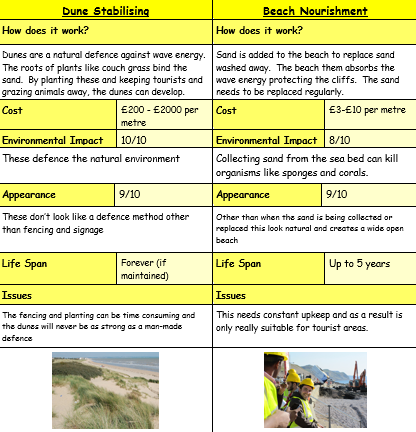 Dune Stabilising
How does it work?
Dunes are a natural defence against wave energy.
The roots of plants like couch grass bind the
sand. By planting these and keeping tourists and
grazing animals away, the dunes can develop.
Cost
£200 - £2000 per
metre
Environmental Impact
10/10
These defence the natural environment
Appearance
9/10
These don't look like a defence method other
than fencing and signage
Life Span
Forever (if
maintained)
Issues
The fencing and planting can be time consuming and
the dunes will never be as strong as a man-made
defence
Beach Nourishment
How does it work?
Sand is added to the beach to replace sand
washed away. The beach them absorbs the
wave energy protecting the cliffs. The sand
needs to be replaced regularly.
Cost
£3-£10 per metre
Environmental Impact
8/10
Collecting sand from the sea bed can kill
organisms like sponges and corals.
Appearance
9/10
Other than when the sand is being collected or
replaced this look natural and creates a wide open
beach
Life Span
Up to 5 years
Issues
This needs constant upkeep and as a result is
only really suitable for tourist areas.